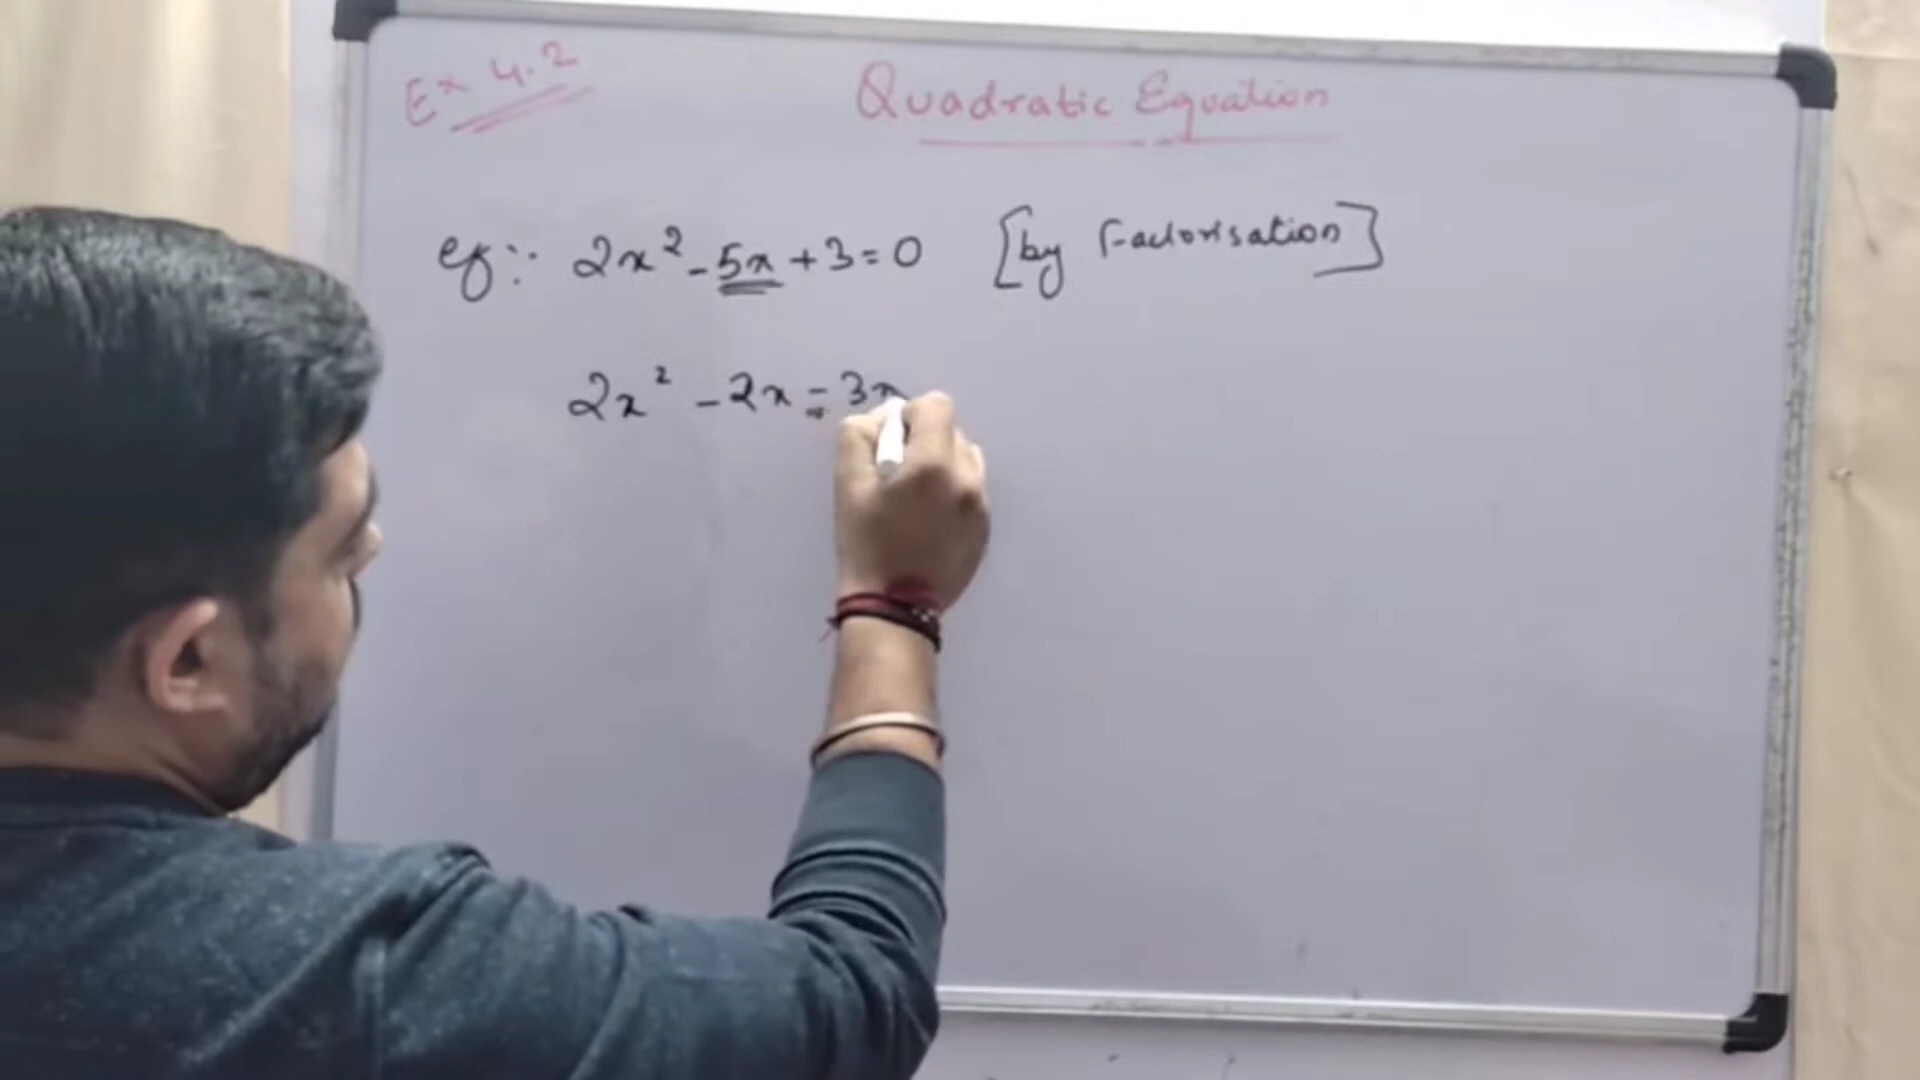 Ex 4.2
Quadratic Equation
eg:- 2x² - 5x + 3 = 0 [by Factorisation]
2x² - 2x - 3x